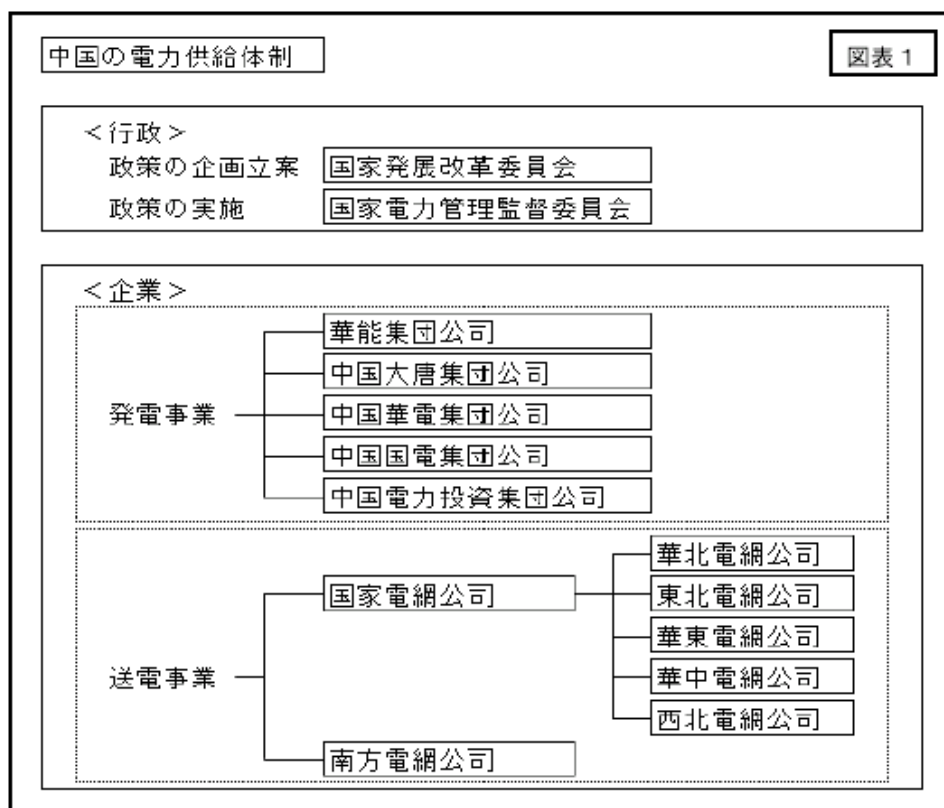 中国の電力供給体制
図表1
＜行政＞
政策の企画立案 国家発展改革委員会
政策の実施 国家電力管理監督委員会
＜企業＞
発電事業
華能集団公司
中国大唐集団公司
中国華電集団公司
中国国電集団公司
中国電力投資集団公司
送電事業
国家電網公司
華北電網公司
東北電網公司
華東電網公司
華中電網公司
西北電網公司
南方電網公司